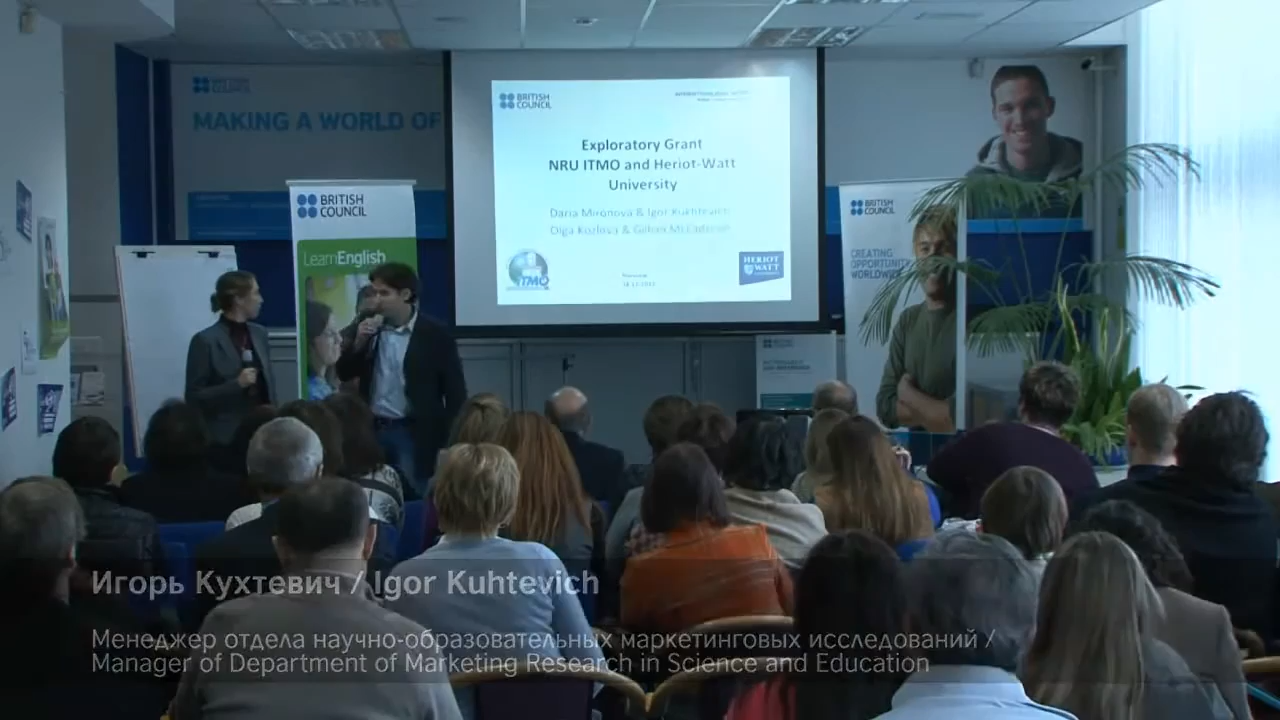 BRITISH
COUNCIL
MAKING A WORLD OF
BRITISH
COUNCIL
Exploratory Grant
NRU ITMO and Heriot-Watt
University
Daria Mironova & Igor Kukhtevich
Olga Kozlova & Gillian McFadzean
ITMO
HERIOT
WATT
BRITISH
COUNCIL
LearnEnglish
BRITISH
COUNCIL
CREATING
OPPORTUNITY
WORLDWIDE
Игорь Кухтевич / Igor Kuhtevich
Менеджер отдела научно-образовательных маркетинговых исследований /
Manager of Department of Marketing Research in Science and Education